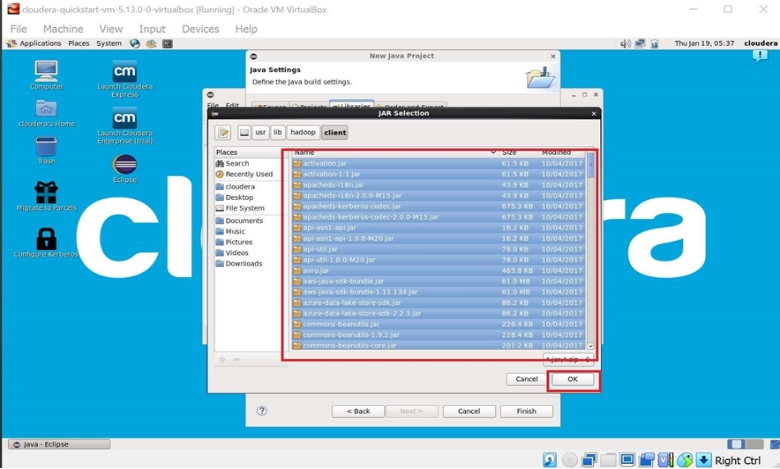 cloudera-quickstart-vm-5.13.0-0-virtualbox [Running] - Oracle VM VirtualBox
File Machine View Input Devices Help
Applications Places System Thu Jan 19, 05:37 cloudera
New Java Project
Java Settings
Define the Java build settings.
Computer
Launch Cloudera Express
cloudera's Home
Launch Cloudera Enterprise (trial)
Trash
Eclipse
Migrate to Parcels
Configure Kerberos
File Edit
Source Projects Libraries Order and Export
JAR Selection
usr lib hadoop client
Places
Search
Recently Used
cloudera
Desktop
File System
Documents
Music
Pictures
Videos
Downloads
Name Size Modified
activation.jar 61.5 KB 10/04/2017
activation-1.1.jar 61.5 KB 10/04/2017
apacheds-i18n.jar 43.9 KB 10/04/2017
apacheds-i18n-2.0.0-M15.jar 43.9 KB 10/04/2017
apacheds-kerberos-codec.jar 675.3 KB 10/04/2017
apacheds-kerberos-codec-2.0.0-M15.jar 675.3 KB 10/04/2017
api-asn1-api.jar 16.2 KB 10/04/2017
api-asn1-api-1.0.0-M20.jar 16.2 KB 10/04/2017
api-util.jar 78.0 KB 10/04/2017
api-util-1.0.0-M20.jar 78.0 KB 10/04/2017
avro.jar 465.8 KB 10/04/2017
aws-java-sdk-bundle.jar 61.0 MB 10/04/2017
aws-java-sdk-bundle-1.11.134.jar 61.0 MB 10/04/2017
azure-data-lake-store-sdk.jar 86.2 KB 10/04/2017
azure-data-lake-store-sdk-2.2.3.jar 86.2 KB 10/04/2017
commons-beanutils.jar 228.4 KB 10/04/2017
commons-beanutils-1.9.2.jar 228.4 KB 10/04/2017
commons-beanutils-core.jar 201.2 KB 10/04/2017
*.jar;*.zip
Cancel OK
< Back Next > Cancel Finish
Java - Eclipse
Right Ctrl